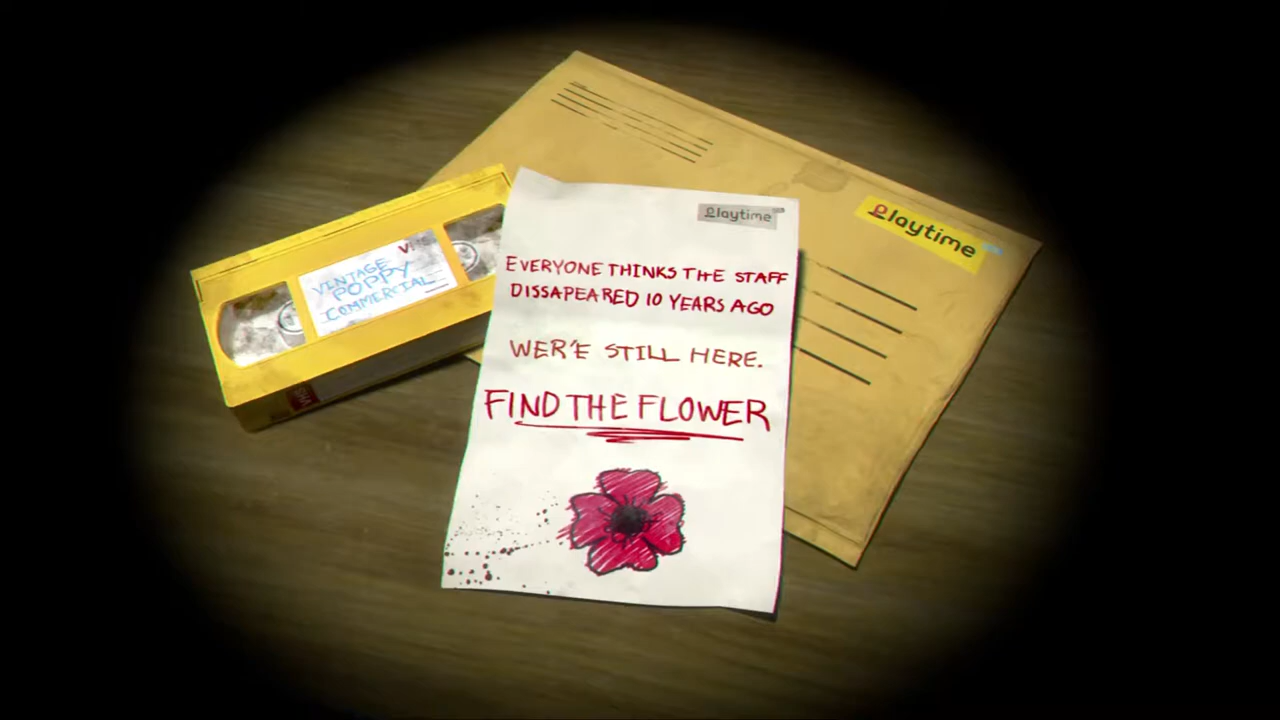 Playtime
Playtime
EVERYONE THINKS THE STAFF
DISSAPEARED 10 YEARS AGO
WER'E STILL HERE.
FIND THE FLOWER
VINTAGE
POPPY
COMMERCIAL
VHS